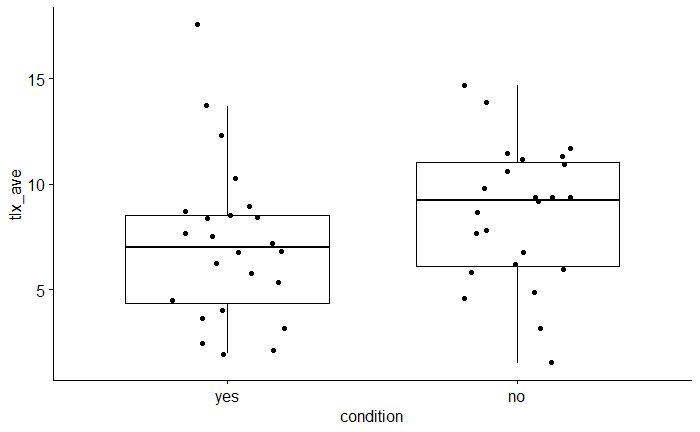 tlx_ave
15
10
5
yes no
condition